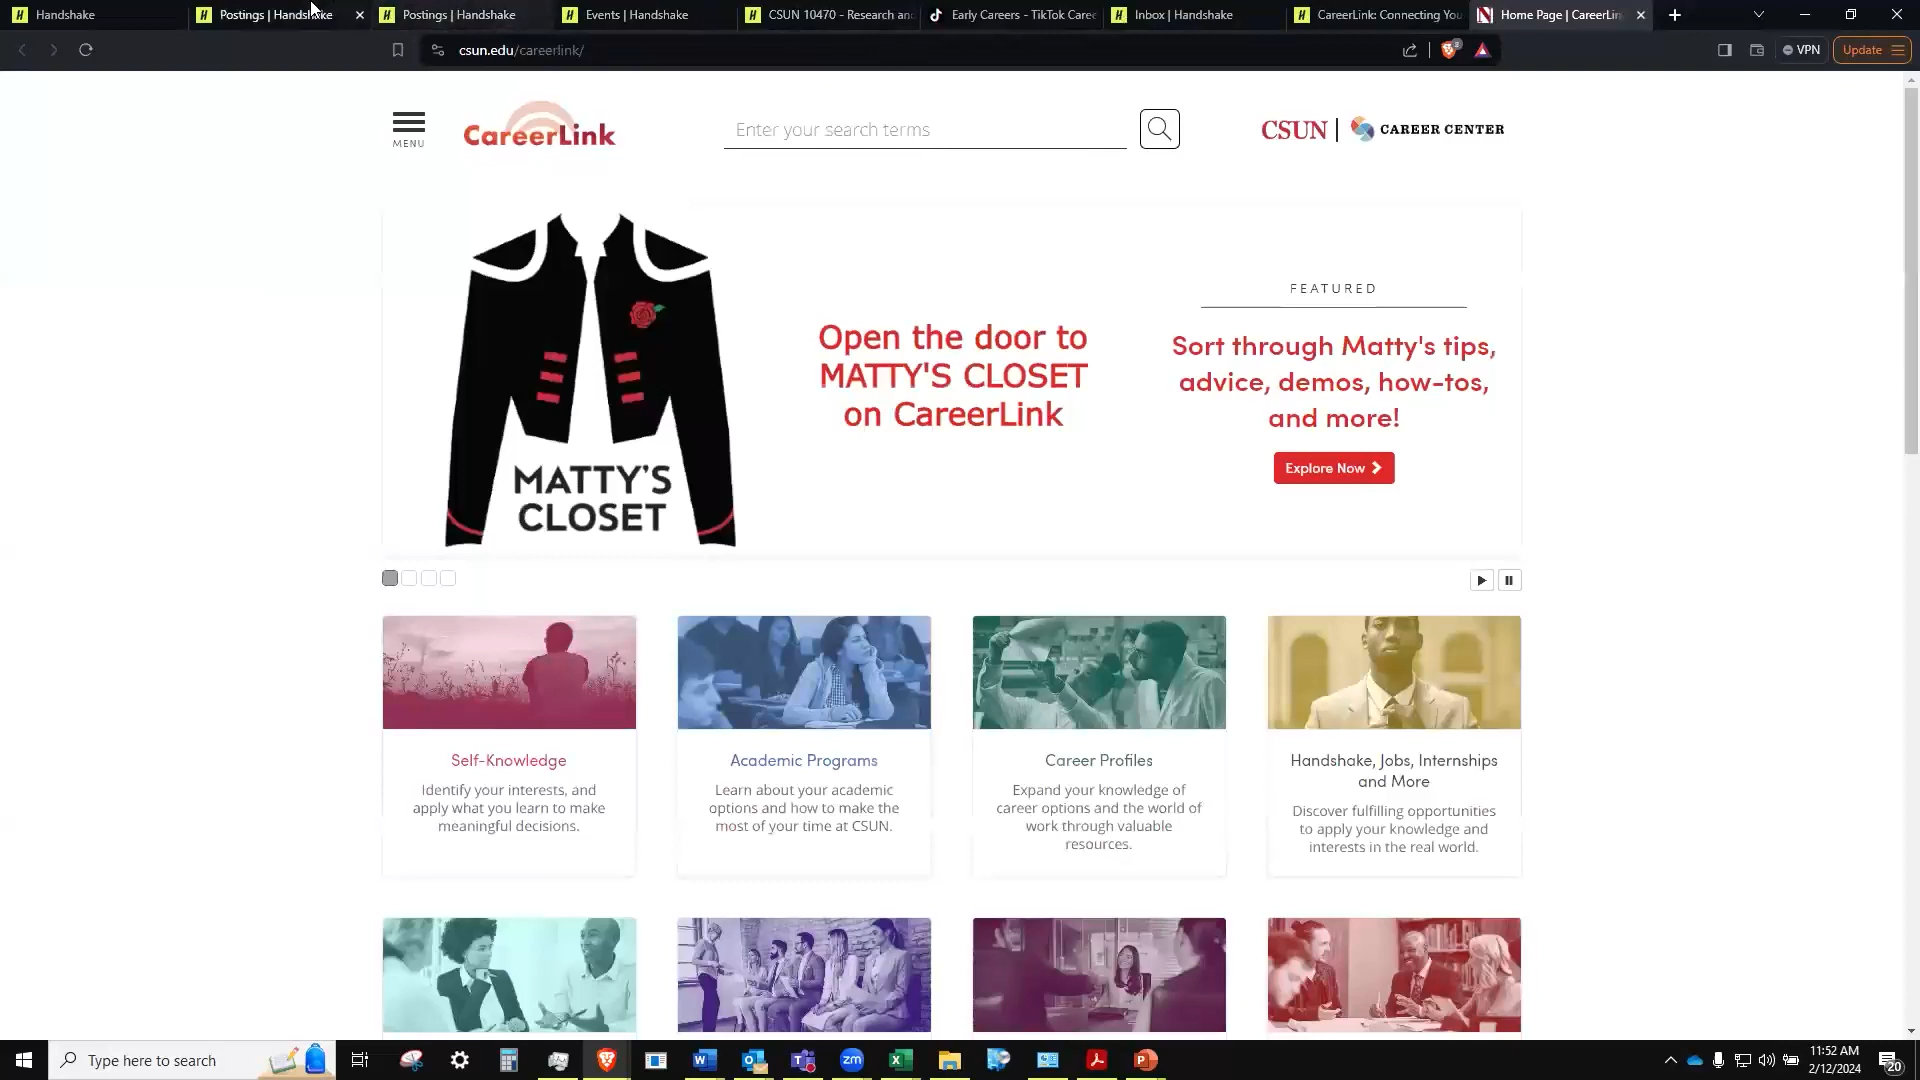 Handshake
Postings | Handshake
Postings | Handshake
Events | Handshake
CSUN 10470 - Research an
Early Careers - TikTok Caree
Inbox | Handshake
CareerLink: Connecting You
Home Page | CareerLin
csun.edu/careerlink/
VPN
Update
MENU
CareerLink
Enter your search terms
CSUN | CAREER CENTER
MATTY'S
CLOSET
Open the door to
MATTY'S CLOSET
on CareerLink
FEATURED
Sort through Matty's tips,
advice, demos, how-tos,
and more!
Explore Now
Self-Knowledge
Identify your interests, and
apply what you learn to make
meaningful decisions.
Academic Programs
Learn about your academic
options and how to make the
most of your time at CSUN.
Career Profiles
Expand your knowledge of
career options and the world of
work through valuable
resources.
Handshake, Jobs, Internships
and More
Discover fulfilling opportunities
to apply your knowledge and
interests in the real world.
Type here to search
11:52 AM
2/12/2024
20